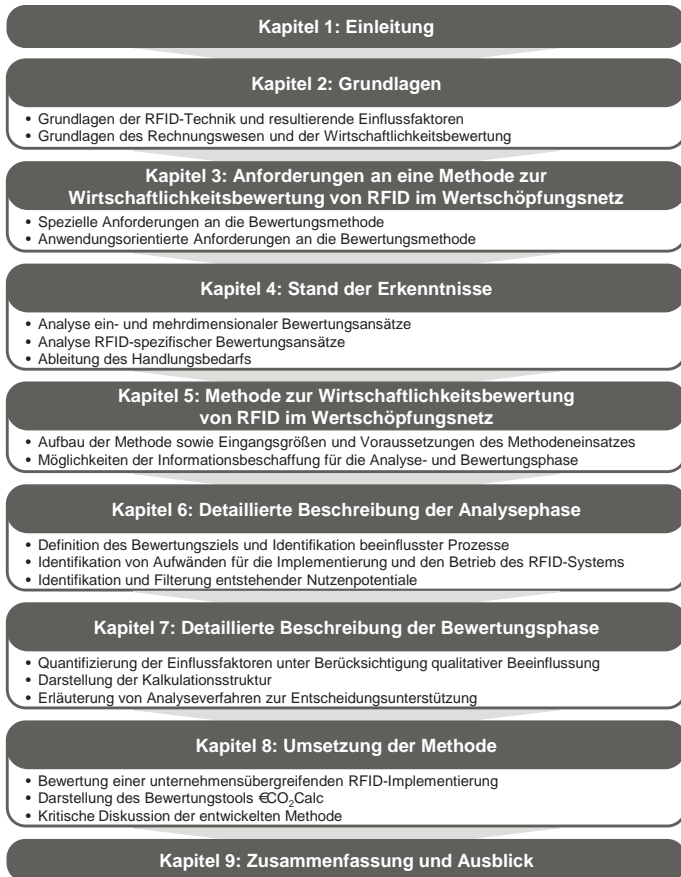 Kapitel 1: Einleitung
Kapitel 2: Grundlagen
• Grundlagen der RFID-Technik und resultierende Einflussfaktoren
• Grundlagen des Rechnungswesen und der Wirtschaftlichkeitsbewertung
Kapitel 3: Anforderungen an eine Methode zur
Wirtschaftlichkeitsbewertung von RFID im Wertschöpfungsnetz
• Spezielle Anforderungen an die Bewertungsmethode
• Anwendungsorientierte Anforderungen an die Bewertungsmethode
Kapitel 4: Stand der Erkenntnisse
• Analyse ein- und mehrdimensionaler Bewertungsansätze
• Analyse RFID-spezifischer Bewertungsansätze
• Ableitung des Handlungsbedarfs
Kapitel 5: Methode zur Wirtschaftlichkeitsbewertung
von RFID im Wertschöpfungsnetz
• Aufbau der Methode sowie Eingangsgrößen und Voraussetzungen des Methodeneinsatzes
• Möglichkeiten der Informationsbeschaffung für die Analyse- und Bewertungsphase
Kapitel 6: Detaillierte Beschreibung der Analysephase
• Definition des Bewertungsziels und Identifikation beeinflusster Prozesse
• Identifikation von Aufwänden für die Implementierung und den Betrieb des RFID-Systems
• Identifikation und Filterung entstehender Nutzenpotentiale
Kapitel 7: Detaillierte Beschreibung der Bewertungsphase
• Quantifizierung der Einflussfaktoren unter Berücksichtigung qualitativer Beeinflussung
• Darstellung der Kalkulationsstruktur
• Erläuterung von Analyseverfahren zur Entscheidungsunterstützung
Kapitel 8: Umsetzung der Methode
• Bewertung einer unternehmensübergreifenden RFID-Implementierung
• Darstellung des Bewertungstools €CO₂Calc
• Kritische Diskussion der entwickelten Methode
Kapitel 9: Zusammenfassung und Ausblick